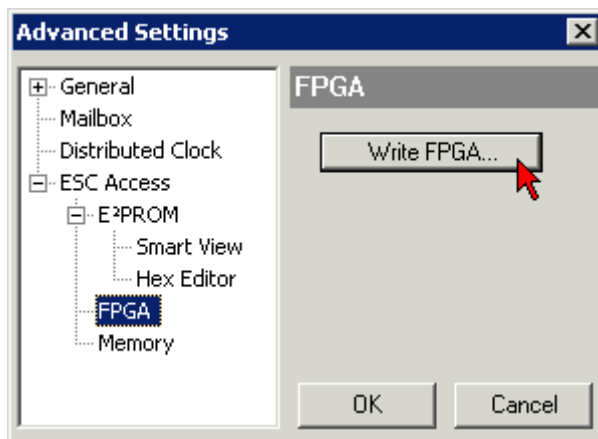 Advanced Settings
General
Mailbox
Distributed Clock
ESC Access
E²PROM
Smart View
Hex Editor
FPGA
Memory
FPGA
Write FPGA...
OK
Cancel